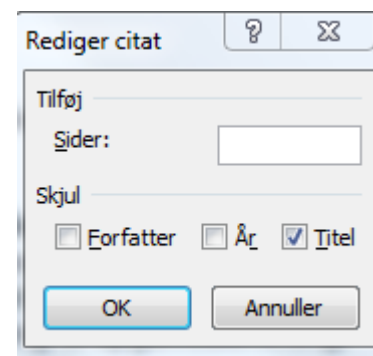 Rediger citat
Tilføj
Sider:
Skjul
Forfatter År Titel
OK Annuller